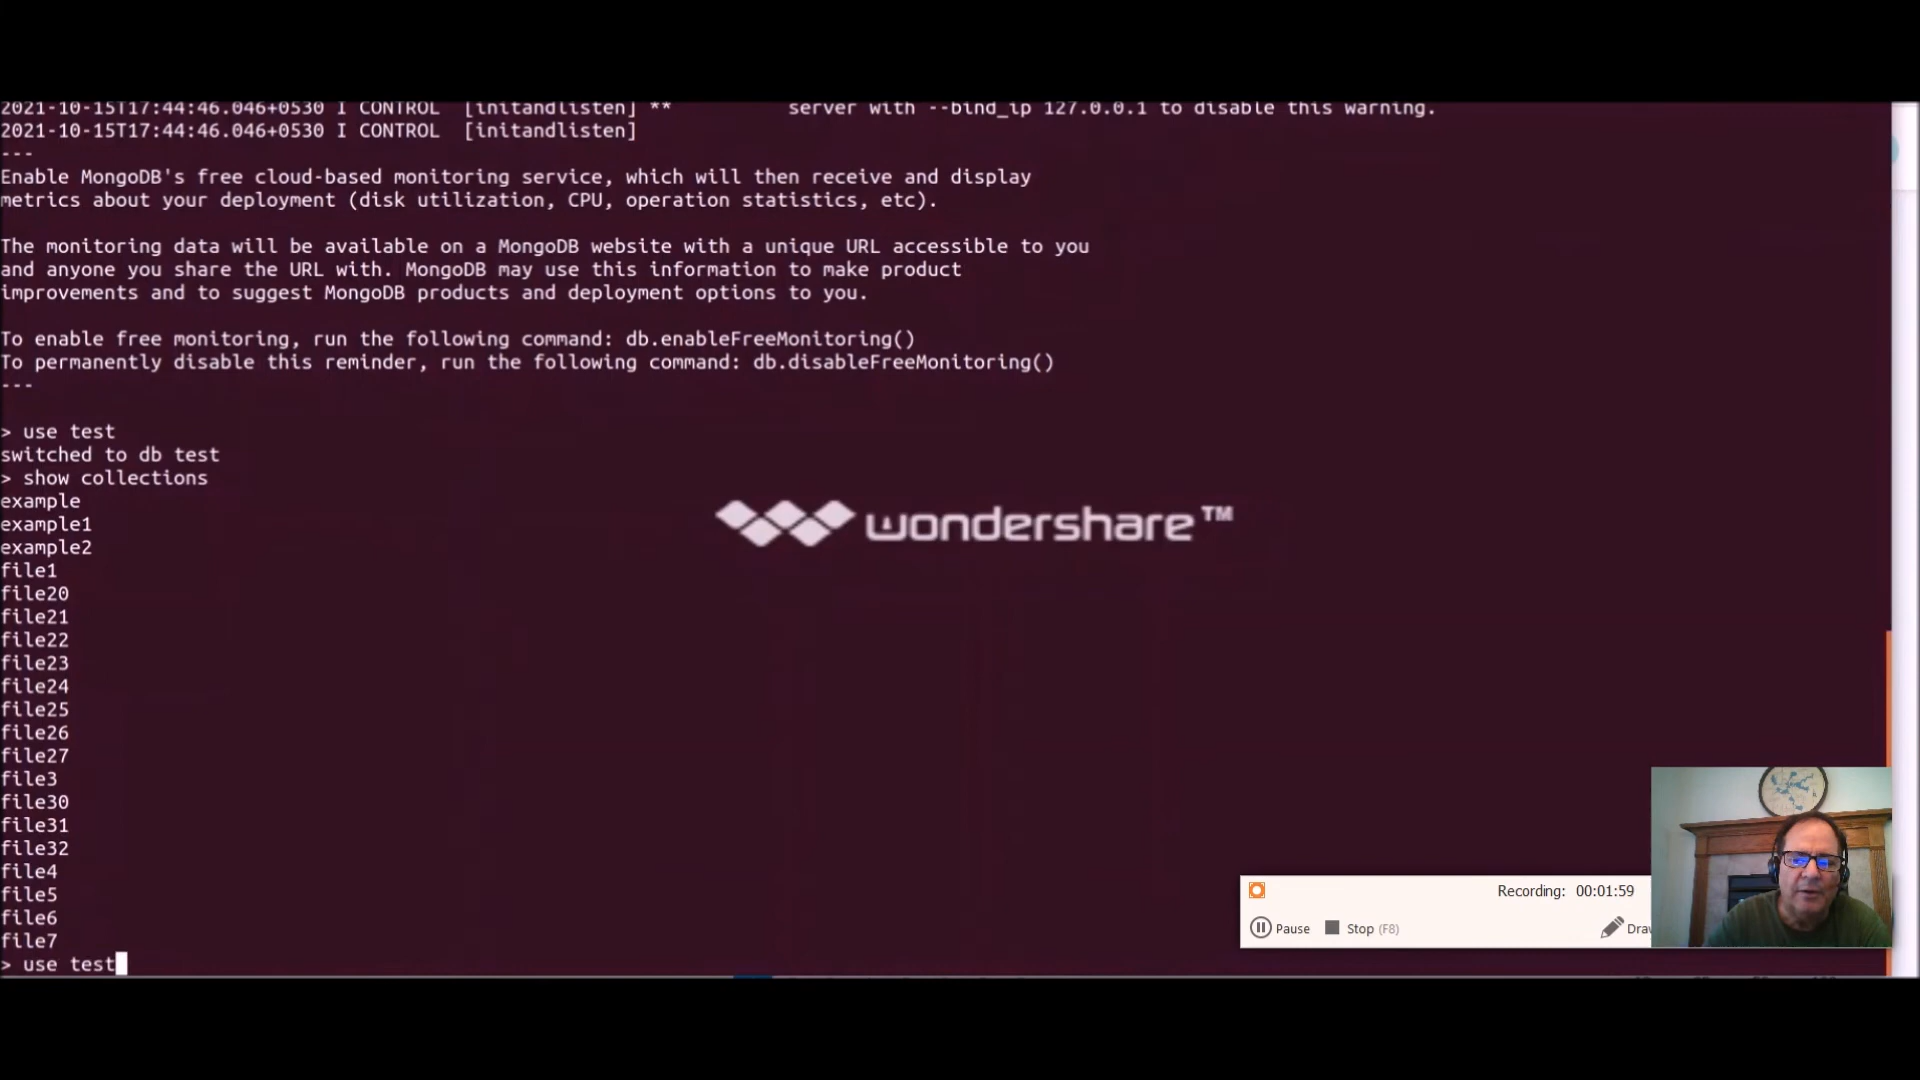 2021-10-15T17:44:46.046+0530 I CONTROL  [initandlisten] **          server with --bind_ip 127.0.0.1 to disable this warning.
2021-10-15T17:44:46.046+0530 I CONTROL  [initandlisten]
---
Enable MongoDB's free cloud-based monitoring service, which will then receive and display
metrics about your deployment (disk utilization, CPU, operation statistics, etc).
The monitoring data will be available on a MongoDB website with a unique URL accessible to you
and anyone you share the URL with. MongoDB may use this information to make product
improvements and to suggest MongoDB products and deployment options to you.
To enable free monitoring, run the following command: db.enableFreeMonitoring()
To permanently disable this reminder, run the following command: db.disableFreeMonitoring()
---
> use test
switched to db test
> show collections
example
example1
example2
file1
file20
file21
file22
file23
file24
file25
file26
file27
file3
file30
file31
file32
file4
file5
file6
file7
> use test
wondershare™
Recording: 00:01:59
Pause Stop (F8)